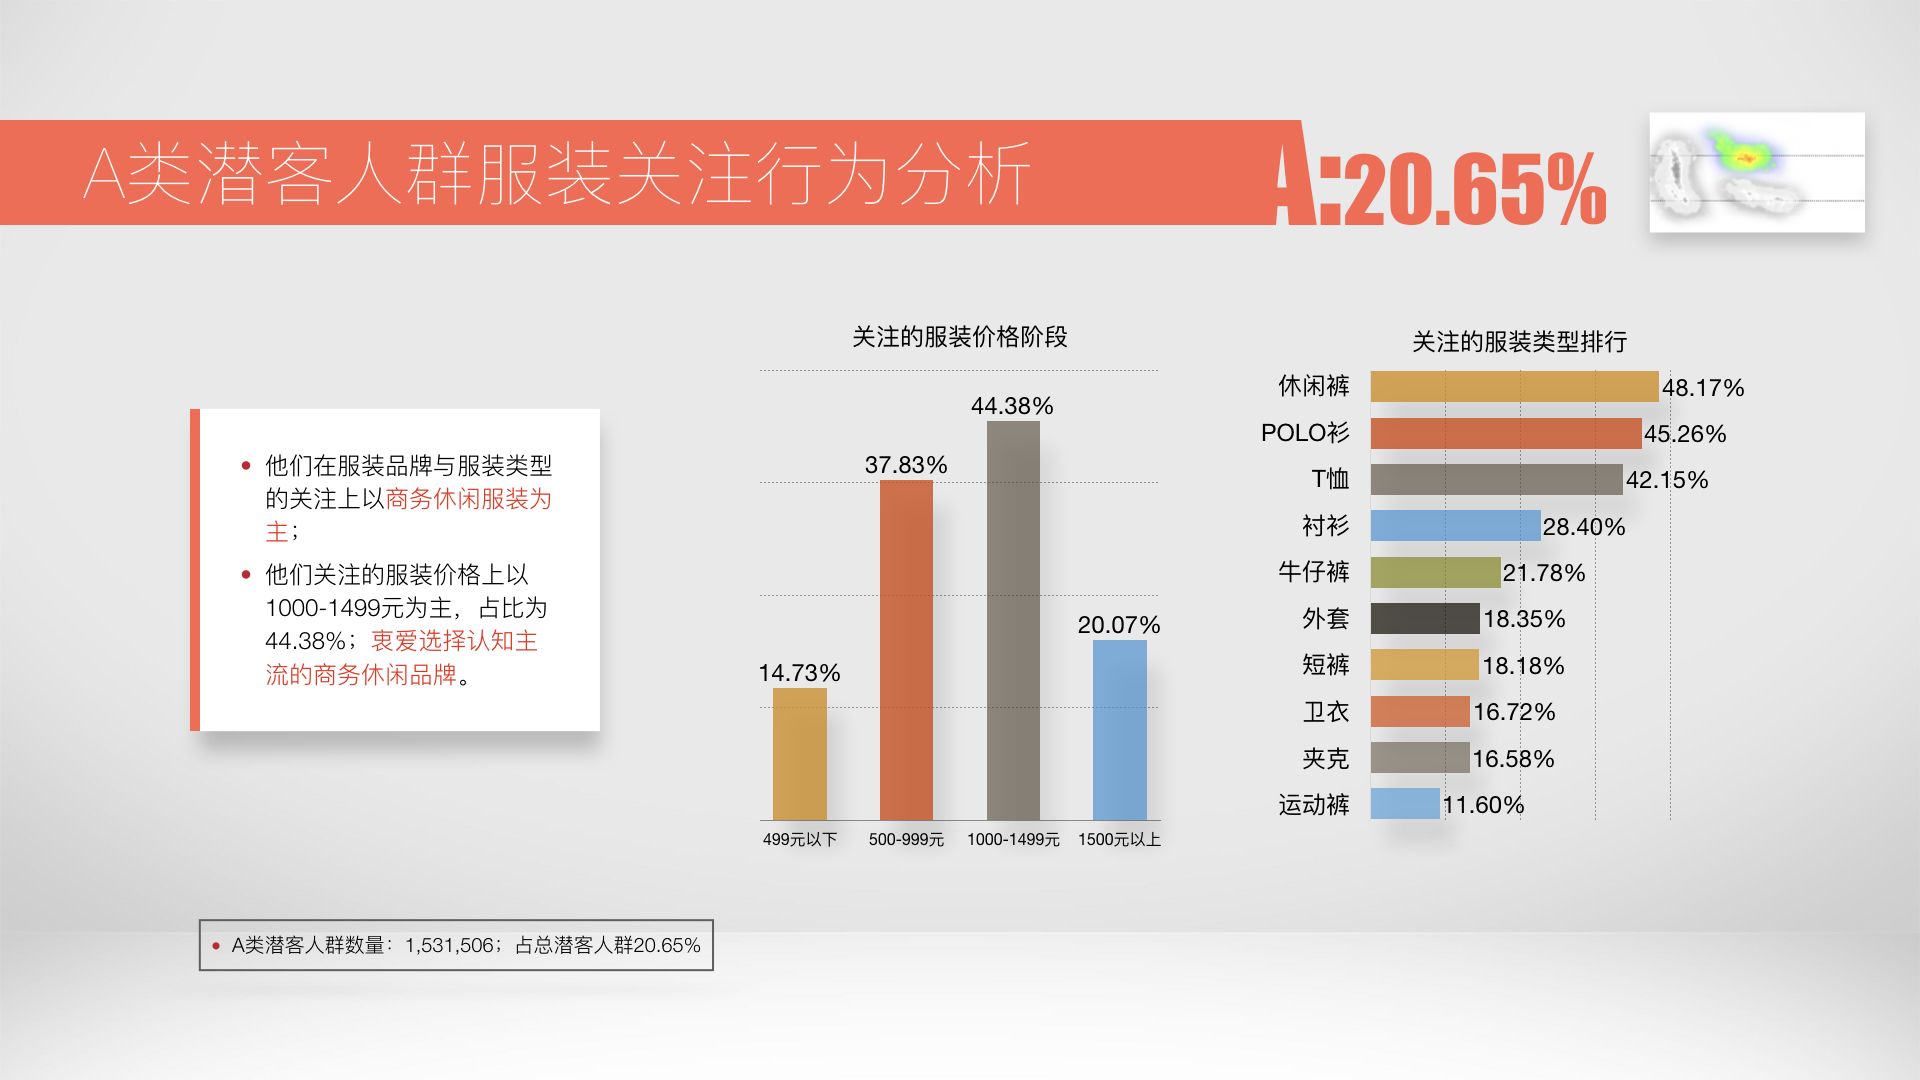 A类潜客人群服装关注行为分析
A:20.65%
他们在服装品牌与服装类型
的关注上以商务休闲服装为
主；
他们关注的服装价格上以
1000-1499元为主，占比为
44.38%；衷爱选择认知主
流的商务休闲品牌。
关注的服装价格阶段
14.73%
37.83%
44.38%
20.07%
499元以下
500-999元
1000-1499元
1500元以上
关注的服装类型排行
休闲裤 48.17%
POLO衫 45.26%
T恤 42.15%
衬衫 28.40%
牛仔裤 21.78%
外套 18.35%
短裤 18.18%
卫衣 16.72%
夹克 16.58%
运动裤 11.60%
A类潜客人群数量：1,531,506；占总潜客人群20.65%